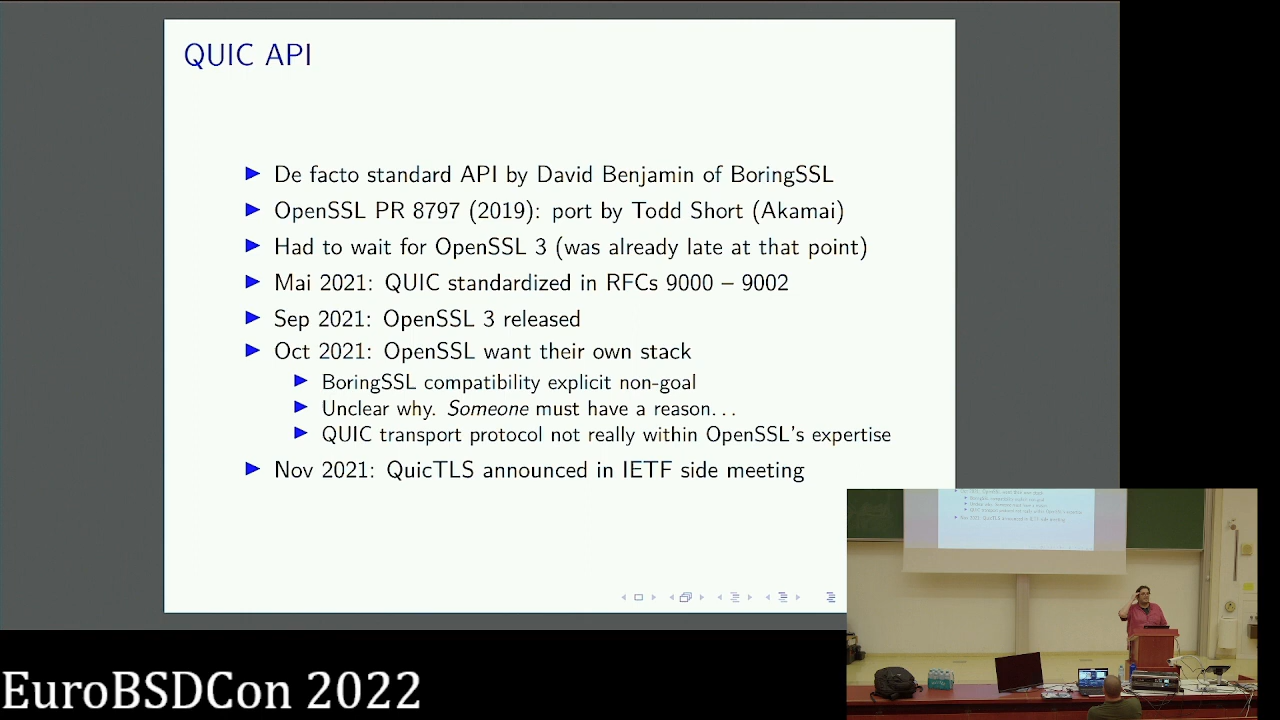 QUIC API
De facto standard API by David Benjamin of BoringSSL
OpenSSL PR 8797 (2019): port by Todd Short (Akamai)
Had to wait for OpenSSL 3 (was already late at that point)
Mai 2021: QUIC standardized in RFCs 9000 – 9002
Sep 2021: OpenSSL 3 released
Oct 2021: OpenSSL want their own stack
BoringSSL compatibility explicit non-goal
Unclear why. Someone must have a reason...
QUIC transport protocol not really within OpenSSL's expertise
Nov 2021: QuicTLS announced in IETF side meeting
EuroBSDCon 2022